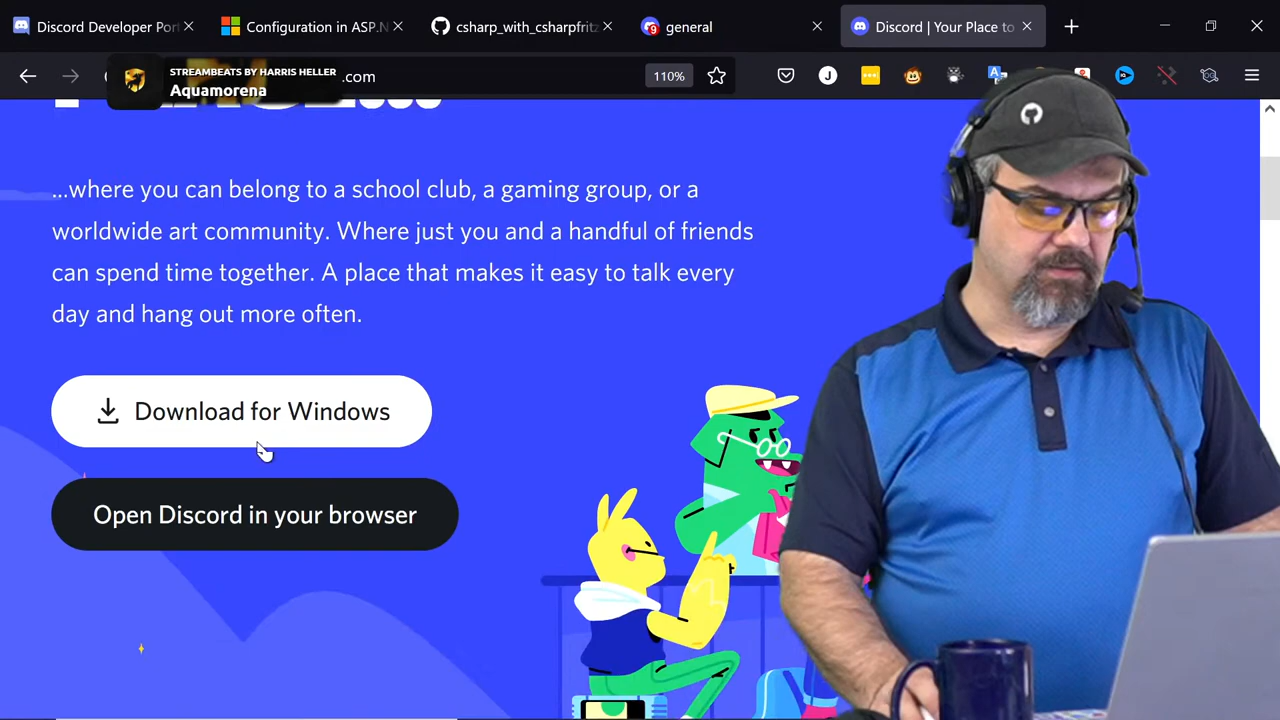 Discord Developer Port
Configuration in ASP.N
csharp_with_csharpfritz
general
Discord | Your Place to
STREAMBEATS BY HARRIS HELLER
Aquamorena
.com
110%
...where you can belong to a school club, a gaming group, or a
worldwide art community. Where just you and a handful of friends
can spend time together. A place that makes it easy to talk every
day and hang out more often.
Download for Windows
Open Discord in your browser